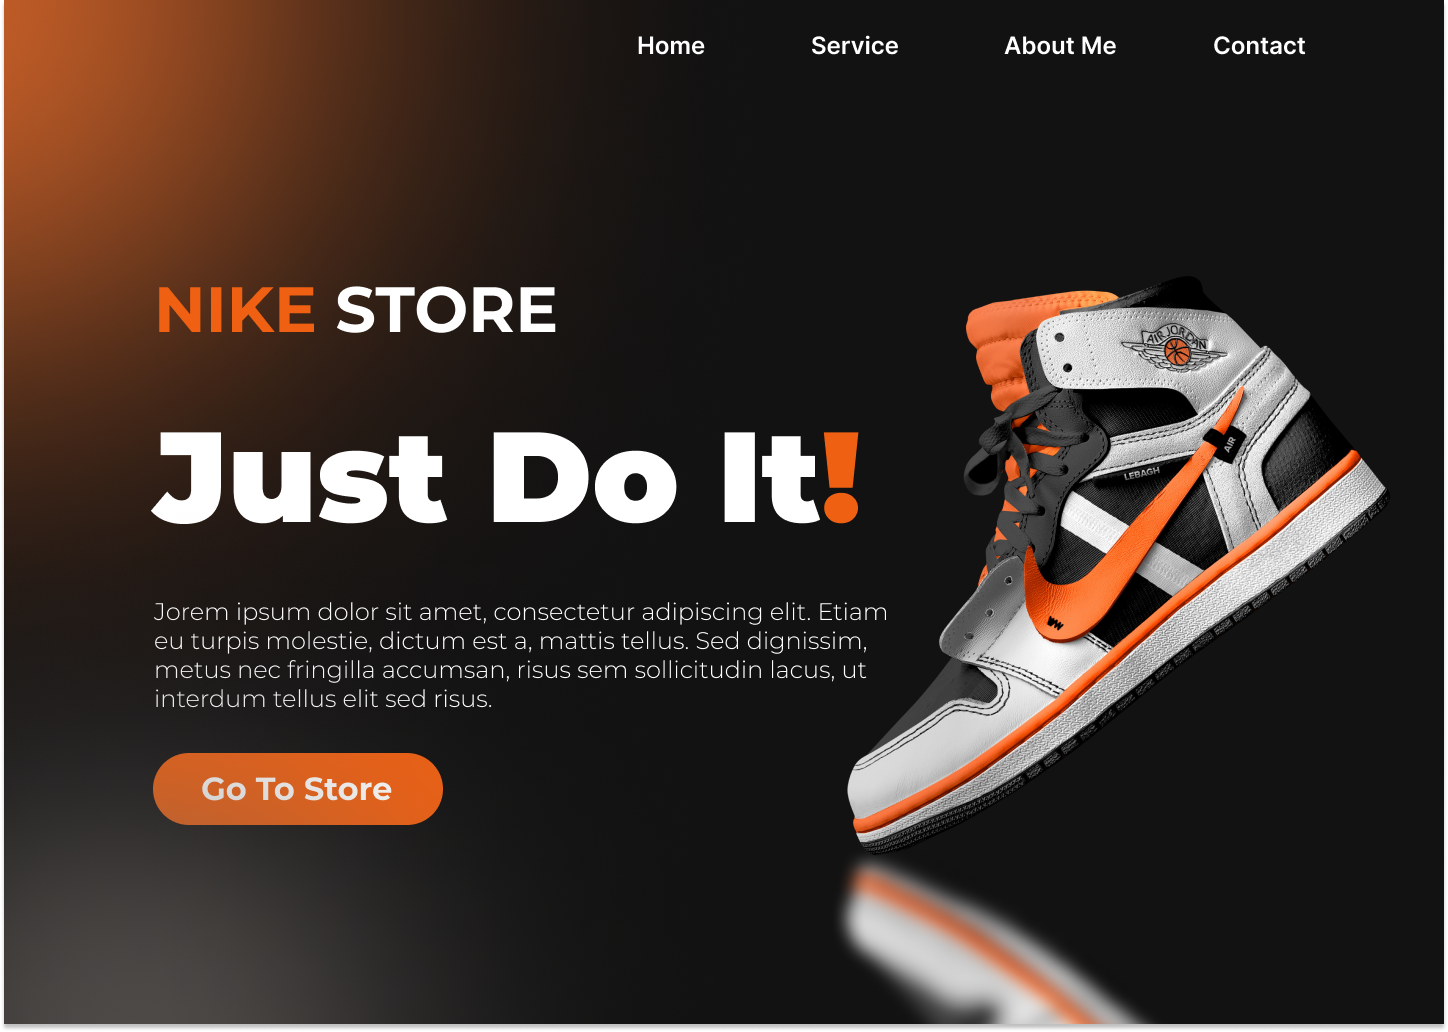 Home Service About Me Contact
NIKE STORE
Just Do It!
Jorem ipsum dolor sit amet, consectetur adipiscing elit. Etiam
eu turpis molestie, dictum est a, mattis tellus. Sed dignissim,
metus nec fringilla accumsan, risus sem sollicitudin lacus, ut
interdum tellus elit sed risus.
Go To Store
AIR JORDAN
AIR
LEBAGH